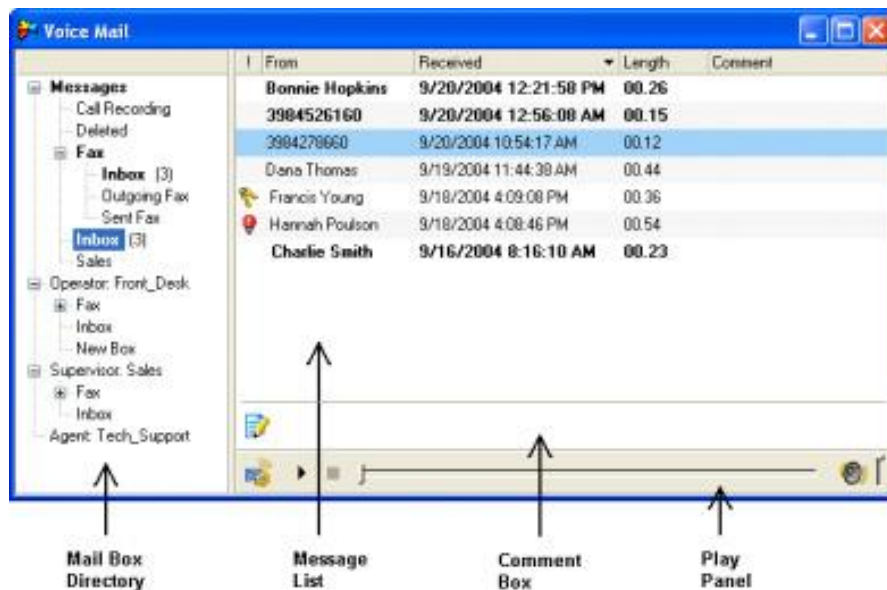 Voice Mail
! From Received Length Comment
Messages
Call Recording
Deleted
Fax
Inbox (3)
Outgoing Fax
Sent Fax
Inbox (3)
Sales
Operator: Front_Desk
Fax
Inbox
New Box
Supervisor: Sales
Fax
Inbox
Agent: Tech_Support
Bonnie Hopkins 9/20/2004 12:21:58 PM 00.26
3984526160 9/20/2004 12:56:08 AM 00.15
3984278660 9/20/2004 10:54:17 AM 00.12
Dana Thomas 9/19/2004 11:44:38 AM 00.44
Francis Young 9/18/2004 4:09:08 PM 00.36
Hannah Poulson 9/18/2004 4:08:46 PM 00.54
Charlie Smith 9/16/2004 8:16:10 AM 00.23
Mail Box
Directory
Message
List
Comment
Box
Play
Panel